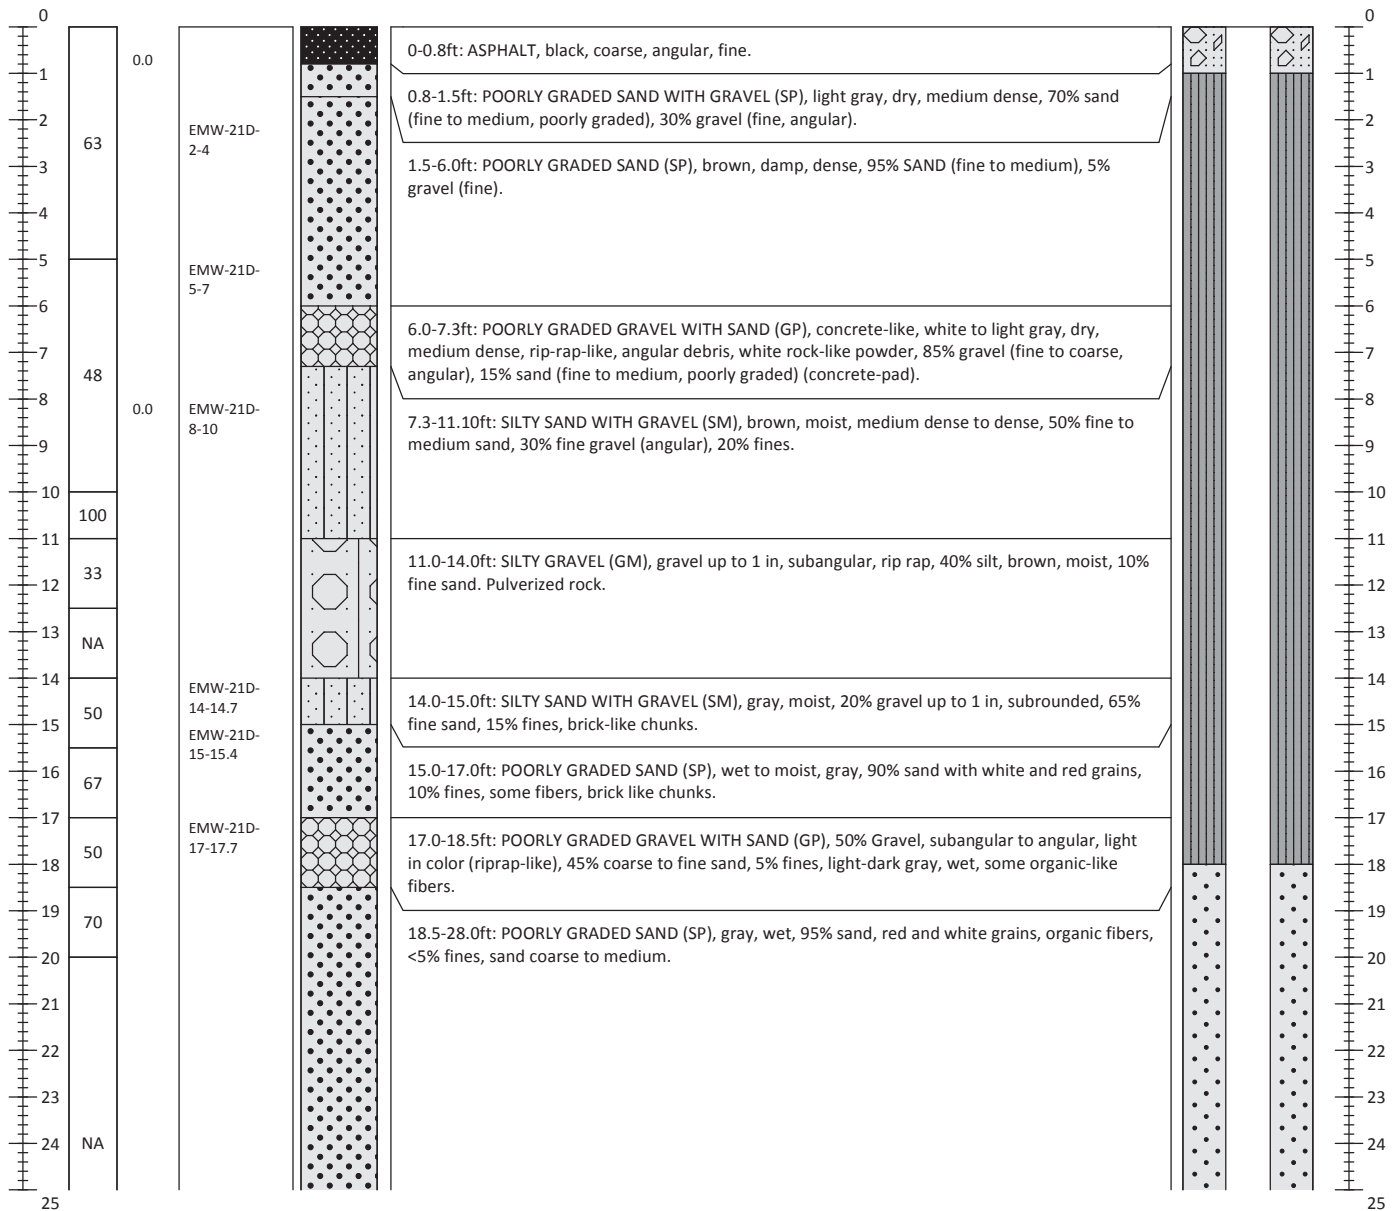 0
0
0.0
0-0.8ft: ASPHALT, black, coarse, angular, fine.
1
1
0.8-1.5ft: POORLY GRADED SAND WITH GRAVEL (SP), light gray, dry, medium dense, 70% sand
(fine to medium, poorly graded), 30% gravel (fine, angular).
2
2
63
EMW-21D-
2-4
3
3
1.5-6.0ft: POORLY GRADED SAND (SP), brown, damp, dense, 95% SAND (fine to medium), 5%
gravel (fine).
4
4
5
5
EMW-21D-
5-7
6
6
6.0-7.3ft: POORLY GRADED GRAVEL WITH SAND (GP), concrete-like, white to light gray, dry,
medium dense, rip-rap-like, angular debris, white rock-like powder, 85% gravel (fine to coarse,
angular), 15% sand (fine to medium, poorly graded) (concrete-pad).
7
7
48
8
8
0.0
EMW-21D-
8-10
7.3-11.10ft: SILTY SAND WITH GRAVEL (SM), brown, moist, medium dense to dense, 50% fine to
medium sand, 30% fine gravel (angular), 20% fines.
9
9
10
10
100
11
11
33
11.0-14.0ft: SILTY GRAVEL (GM), gravel up to 1 in, subangular, rip rap, 40% silt, brown, moist, 10%
fine sand. Pulverized rock.
12
12
13
13
NA
14
14
EMW-21D-
14-14.7
50
14.0-15.0ft: SILTY SAND WITH GRAVEL (SM), gray, moist, 20% gravel up to 1 in, subrounded, 65%
fine sand, 15% fines, brick-like chunks.
15
15
EMW-21D-
15-15.4
16
16
67
15.0-17.0ft: POORLY GRADED SAND (SP), wet to moist, gray, 90% sand with white and red grains,
10% fines, some fibers, brick like chunks.
17
17
EMW-21D-
17-17.7
50
17.0-18.5ft: POORLY GRADED GRAVEL WITH SAND (GP), 50% Gravel, subangular to angular, light
in color (riprap-like), 45% coarse to fine sand, 5% fines, light-dark gray, wet, some organic-like
fibers.
18
18
19
19
70
18.5-28.0ft: POORLY GRADED SAND (SP), gray, wet, 95% sand, red and white grains, organic fibers,
<5% fines, sand coarse to medium.
20
20
21
21
22
22
23
23
24
24
NA
25
25